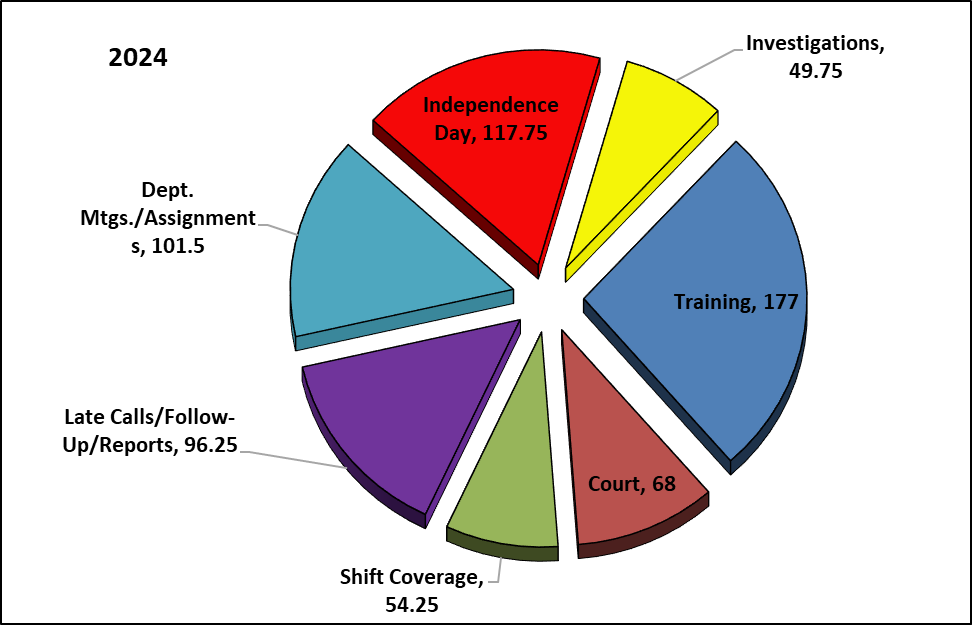 2024
Investigations,
49.75
Independence
Day, 117.75
Dept.
Mtgs./Assignment
s, 101.5
Training, 177
Late Calls/Follow-
Up/Reports, 96.25
Court, 68
Shift Coverage,
54.25